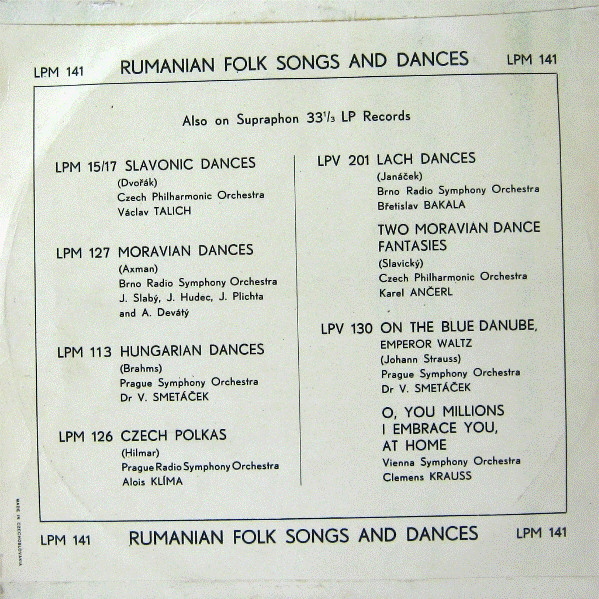 LPM 141 RUMANIAN FOLK SONGS AND DANCES LPM 141
Also on Supraphon 33 1/3 LP Records
LPM 15/17 SLAVONIC DANCES
(Dvořák)
Czech Philharmonic Orchestra
Václav TALICH
LPM 127 MORAVIAN DANCES
(Axman)
Brno Radio Symphony Orchestra
J. Slabý, J. Hudec, J. Plichta
and A. Devátý
LPM 113 HUNGARIAN DANCES
(Brahms)
Prague Symphony Orchestra
Dr V. SMETÁČEK
LPM 126 CZECH POLKAS
(Hilmar)
Prague Radio Symphony Orchestra
Alois KLÍMA
LPV 201 LACH DANCES
(Janáček)
Brno Radio Symphony Orchestra
Břetislav BAKALA
TWO MORAVIAN DANCE
FANTASIES
(Slavický)
Czech Philharmonic Orchestra
Karel ANČERL
LPV 130 ON THE BLUE DANUBE,
EMPEROR WALTZ
(Johann Strauss)
Prague Symphony Orchestra
Dr V. SMETÁČEK
O, YOU MILLIONS
I EMBRACE YOU,
AT HOME
Vienna Symphony Orchestra
Clemens KRAUSS
MADE IN CZECHOSLOVAKIA
LPM 141 RUMANIAN FOLK SONGS AND DANCES LPM 141